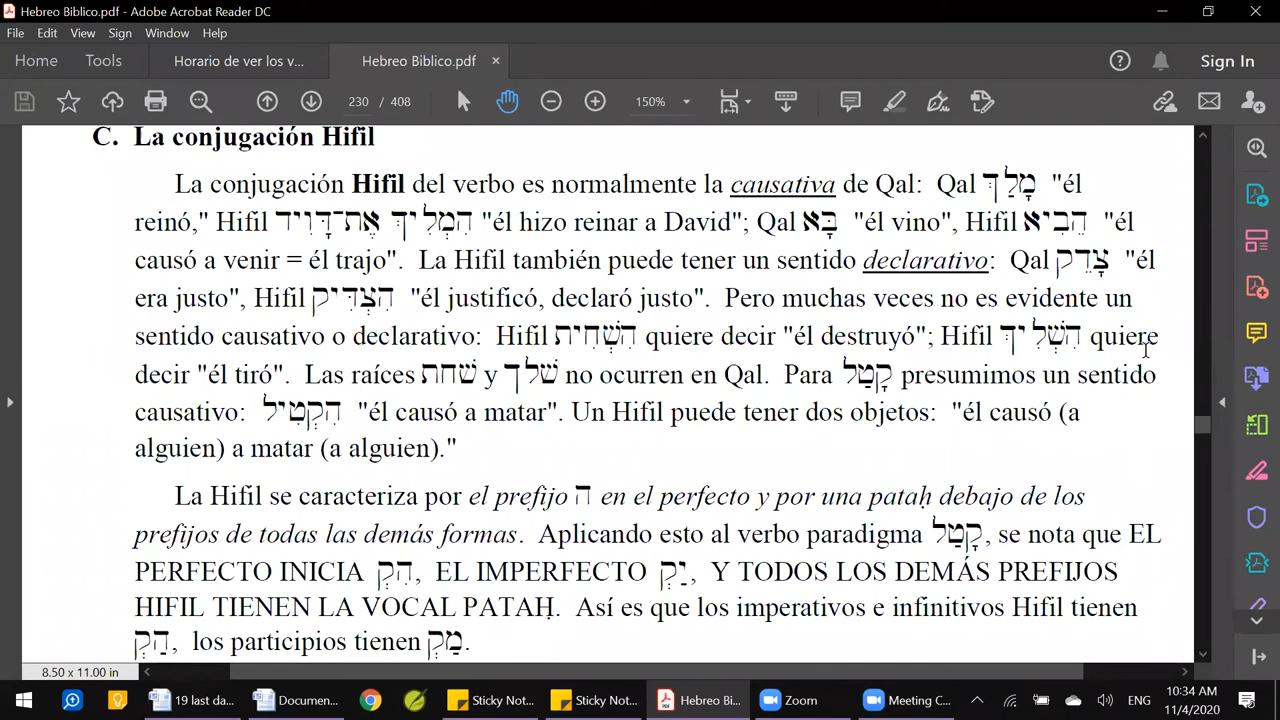 Hebreo Biblico.pdf - Adobe Acrobat Reader DC
File Edit View Sign Window Help
Home Tools Horario de ver los v... Hebreo Biblico.pdf ×
230 / 408 150% Sign In
C. La conjugación Hifil
La conjugación Hifil del verbo es normalmente la causativa de Qal: Qal מָלַךְ "él
reinó," Hifil הִמְלִיךְ אֶת־דָּוִיד "él hizo reinar a David"; Qal בָּא "él vino", Hifil הֵבִיא "él
causó a venir = él trajo". La Hifil también puede tener un sentido declarativo: Qal צָדֵק "él
era justo", Hifil הִצְדִּיק "él justificó, declaró justo". Pero muchas veces no es evidente un
sentido causativo o declarativo: Hifil הִשְׁחִית quiere decir "él destruyó"; Hifil הִשְׁלִיךְ quiere
decir "él tiró". Las raíces שׁחת y שׁלך no ocurren en Qal. Para קָטַל presumimos un sentido
causativo: הִקְטִיל "él causó a matar". Un Hifil puede tener dos objetos: "él causó (a
alguien) a matar (a alguien)."
La Hifil se caracteriza por el prefijo ה en el perfecto y por una pataḥ debajo de los
prefijos de todas las demás formas. Aplicando esto al verbo paradigma קָטַל, se nota que EL
PERFECTO INICIA הִקְ, EL IMPERFECTO יַקְ, Y TODOS LOS DEMÁS PREFIJOS
HIFIL TIENEN LA VOCAL PATAḤ. Así es que los imperativos e infinitivos Hifil tienen
הַקְ, los participios tienen מַקְ.
8.50 x 11.00 in
19 last da... Documen... Sticky Not... Sticky Not... Hebreo Bi... Zoom Meeting C... ENG 10:34 AM
11/4/2020